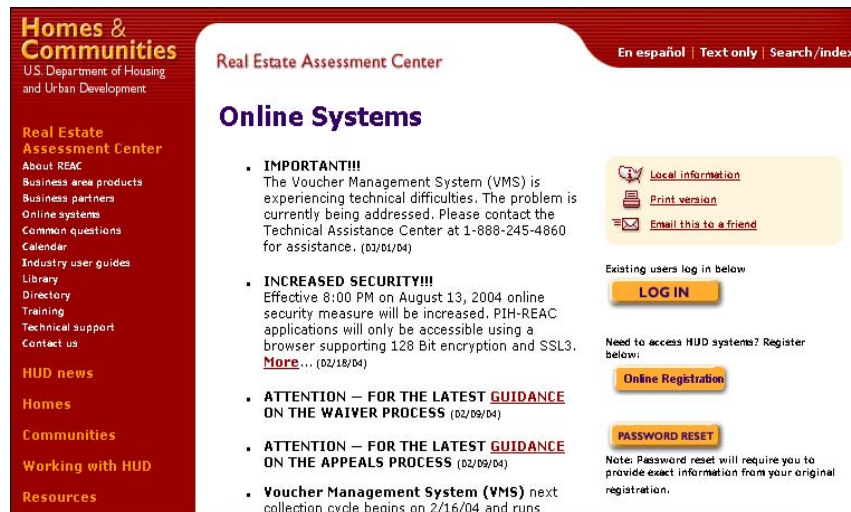 Homes &
Communities
U.S. Department of Housing
and Urban Development
Real Estate Assessment Center
En español | Text only | Search/index
Real Estate
Assessment Center
About REAC
Business area products
Business partners
Online systems
Common questions
Calendar
Industry user guides
Library
Directory
Training
Technical support
Contact us
HUD news
Homes
Communities
Working with HUD
Resources
Online Systems
• IMPORTANT!!!
The Voucher Management System (VMS) is
experiencing technical difficulties. The problem is
currently being addressed. Please contact the
Technical Assistance Center at 1-888-245-4860
for assistance. (03/01/04)
• INCREASED SECURITY!!!
Effective 8:00 PM on August 13, 2004 online
security measure will be increased. PIH-REAC
applications will only be accessible using a
browser supporting 128 Bit encryption and SSL3.
More... (02/18/04)
• ATTENTION — FOR THE LATEST GUIDANCE
ON THE WAIVER PROCESS (02/09/04)
• ATTENTION — FOR THE LATEST GUIDANCE
ON THE APPEALS PROCESS (02/09/04)
• Voucher Management System (VMS) next
collection cycle begins on 2/16/04 and runs
Local information
Print version
Email this to a friend
Existing users log in below
LOG IN
Need to access HUD systems? Register
below:
Online Registration
PASSWORD RESET
Note: Password reset will require you to
provide exact information from your original
registration.